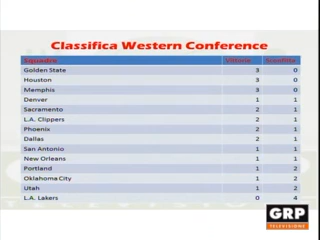 Classifica Western Conference
Squadre Vittorie Sconfitte
Golden State 3 0
Houston 3 0
Memphis 3 0
Denver 1 1
Sacramento 2 1
L.A. Clippers 2 1
Phoenix 2 1
Dallas 2 1
San Antonio 1 1
New Orleans 1 1
Portland 1 2
Oklahoma City 1 2
Utah 1 2
L.A. Lakers 0 4
GRP
TELEVISIONE